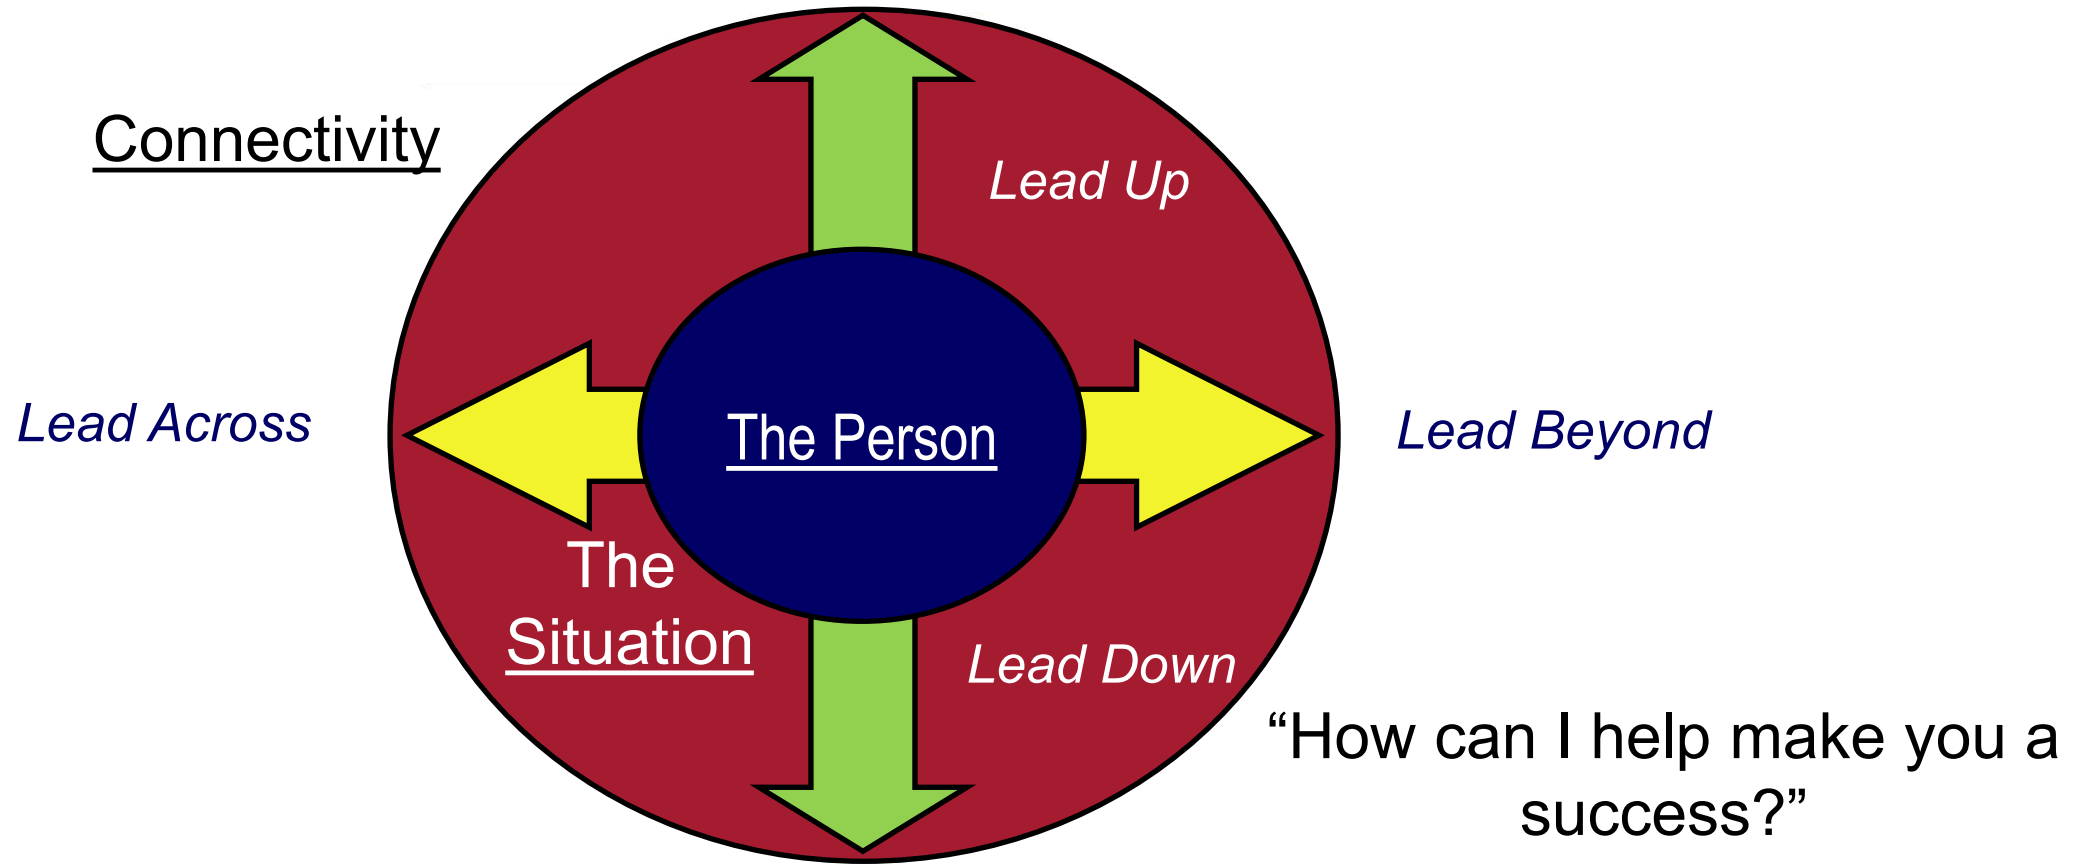 Connectivity
Lead Up
Lead Across
The Person
Lead Beyond
The
Situation
Lead Down
“How can I help make you a
success?”